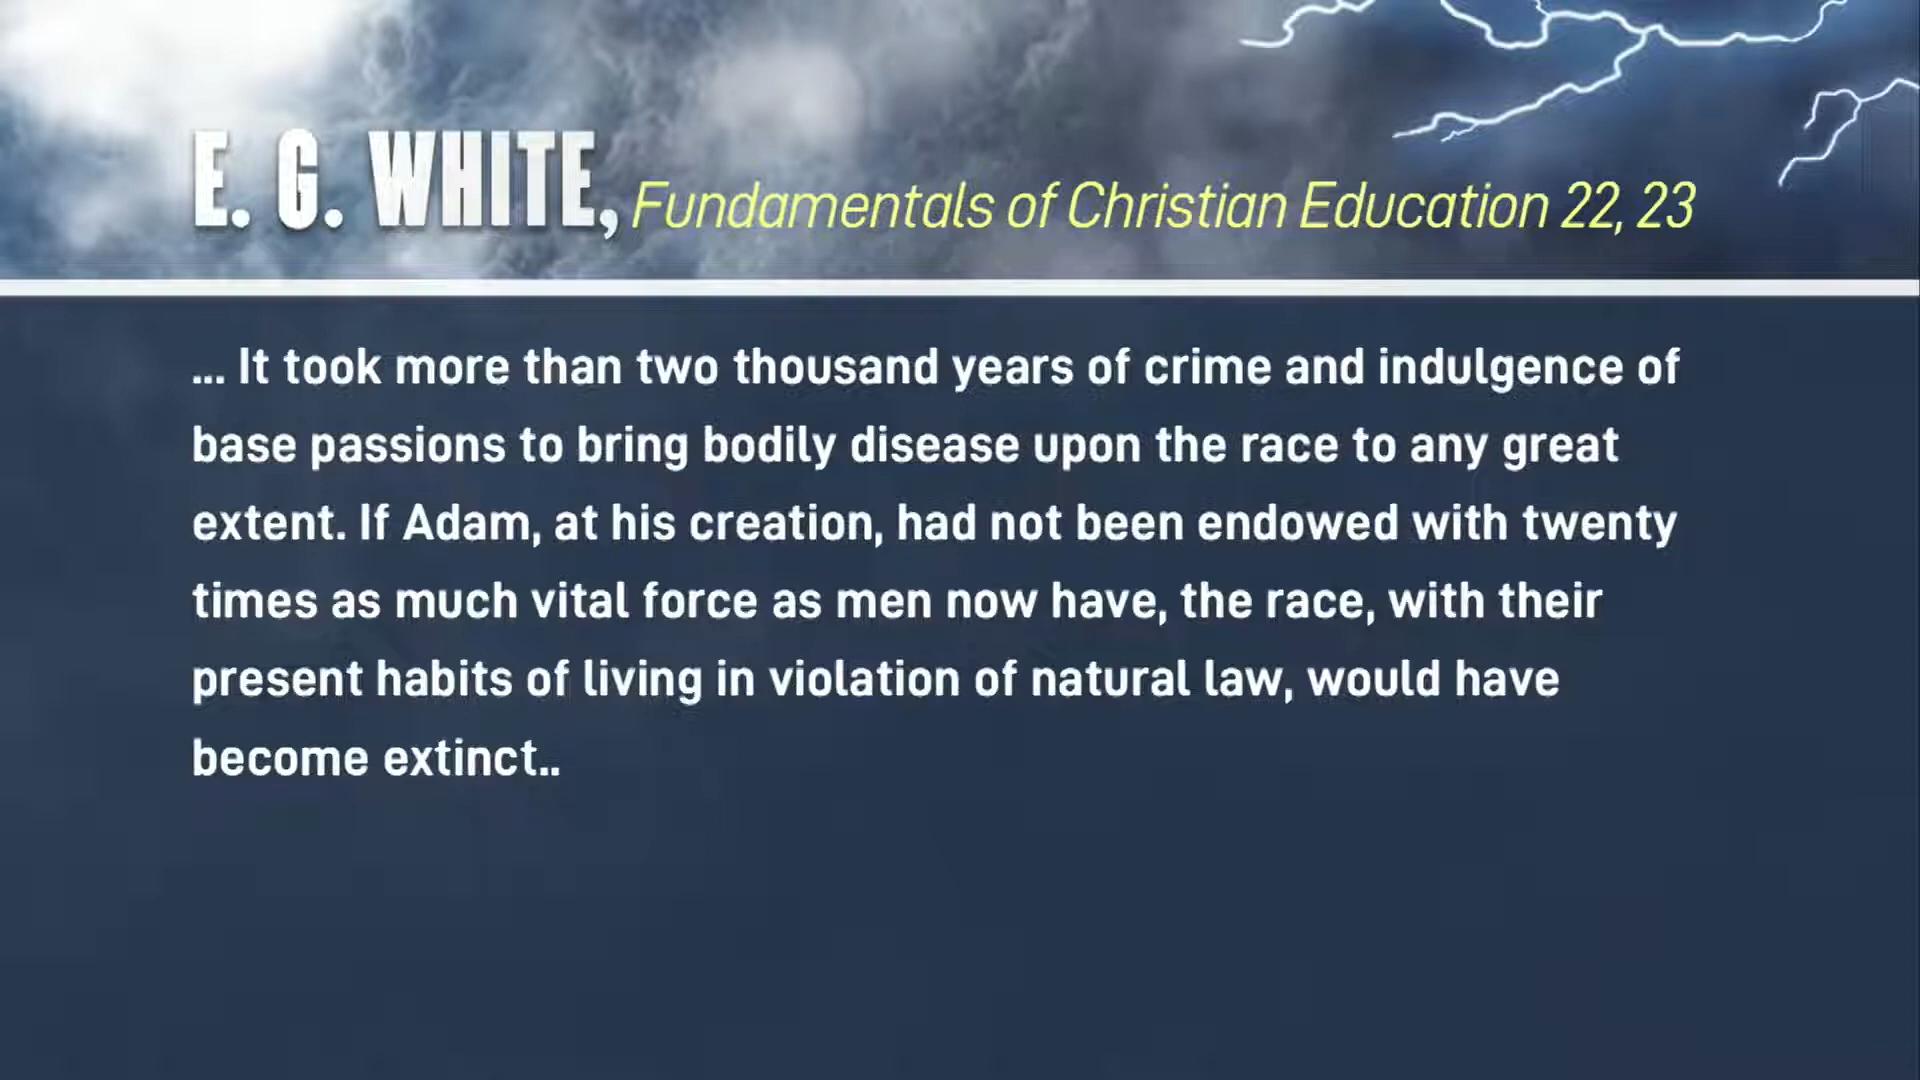 E. G. WHITE, Fundamentals of Christian Education 22, 23
... It took more than two thousand years of crime and indulgence of
base passions to bring bodily disease upon the race to any great
extent. If Adam, at his creation, had not been endowed with twenty
times as much vital force as men now have, the race, with their
present habits of living in violation of natural law, would have
become extinct..